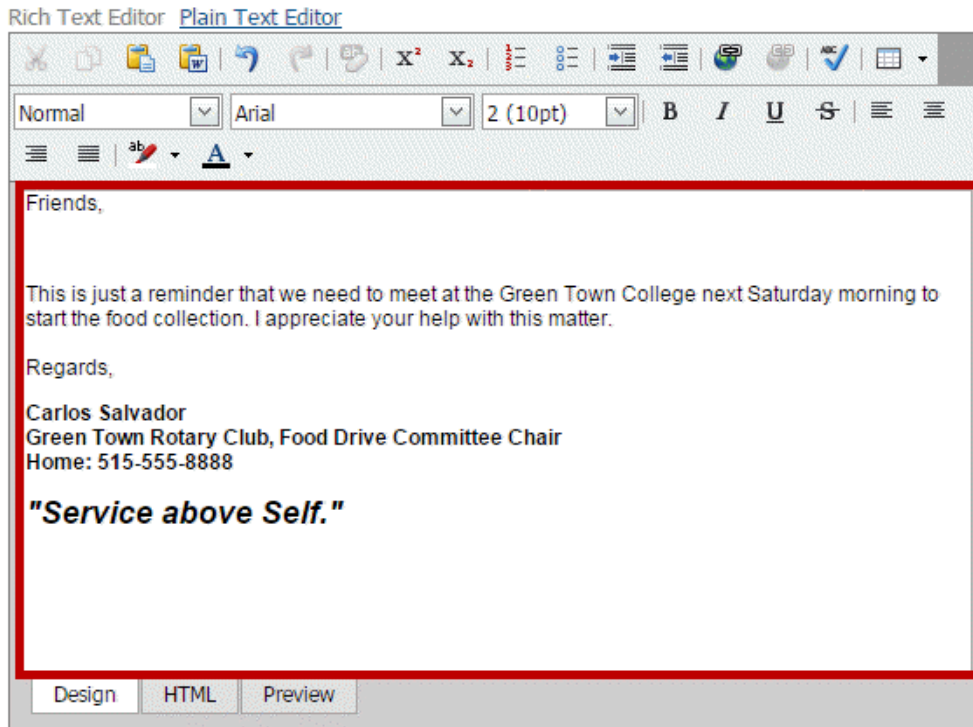 Rich Text Editor Plain Text Editor
Normal Arial 2 (10pt) B I U S
Friends,
This is just a reminder that we need to meet at the Green Town College next Saturday morning to
start the food collection. I appreciate your help with this matter.
Regards,
Carlos Salvador
Green Town Rotary Club, Food Drive Committee Chair
Home: 515-555-8888
"Service above Self."
Design HTML Preview